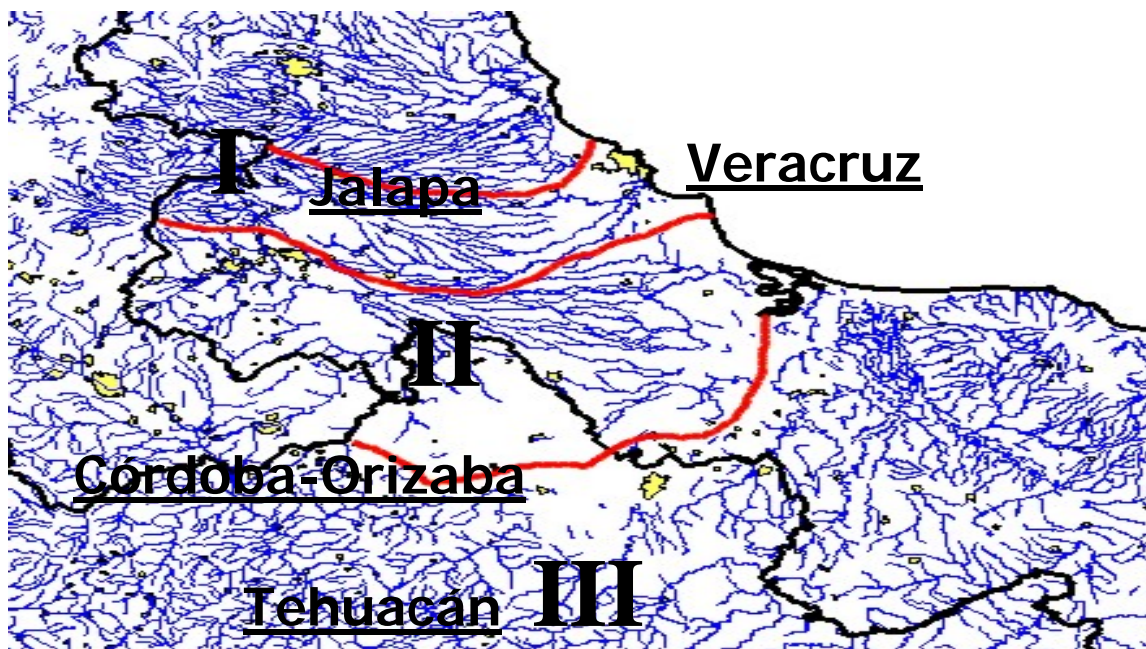 I
Jalapa
Veracruz
II
Córdoba-Orizaba
Tehuacán
III